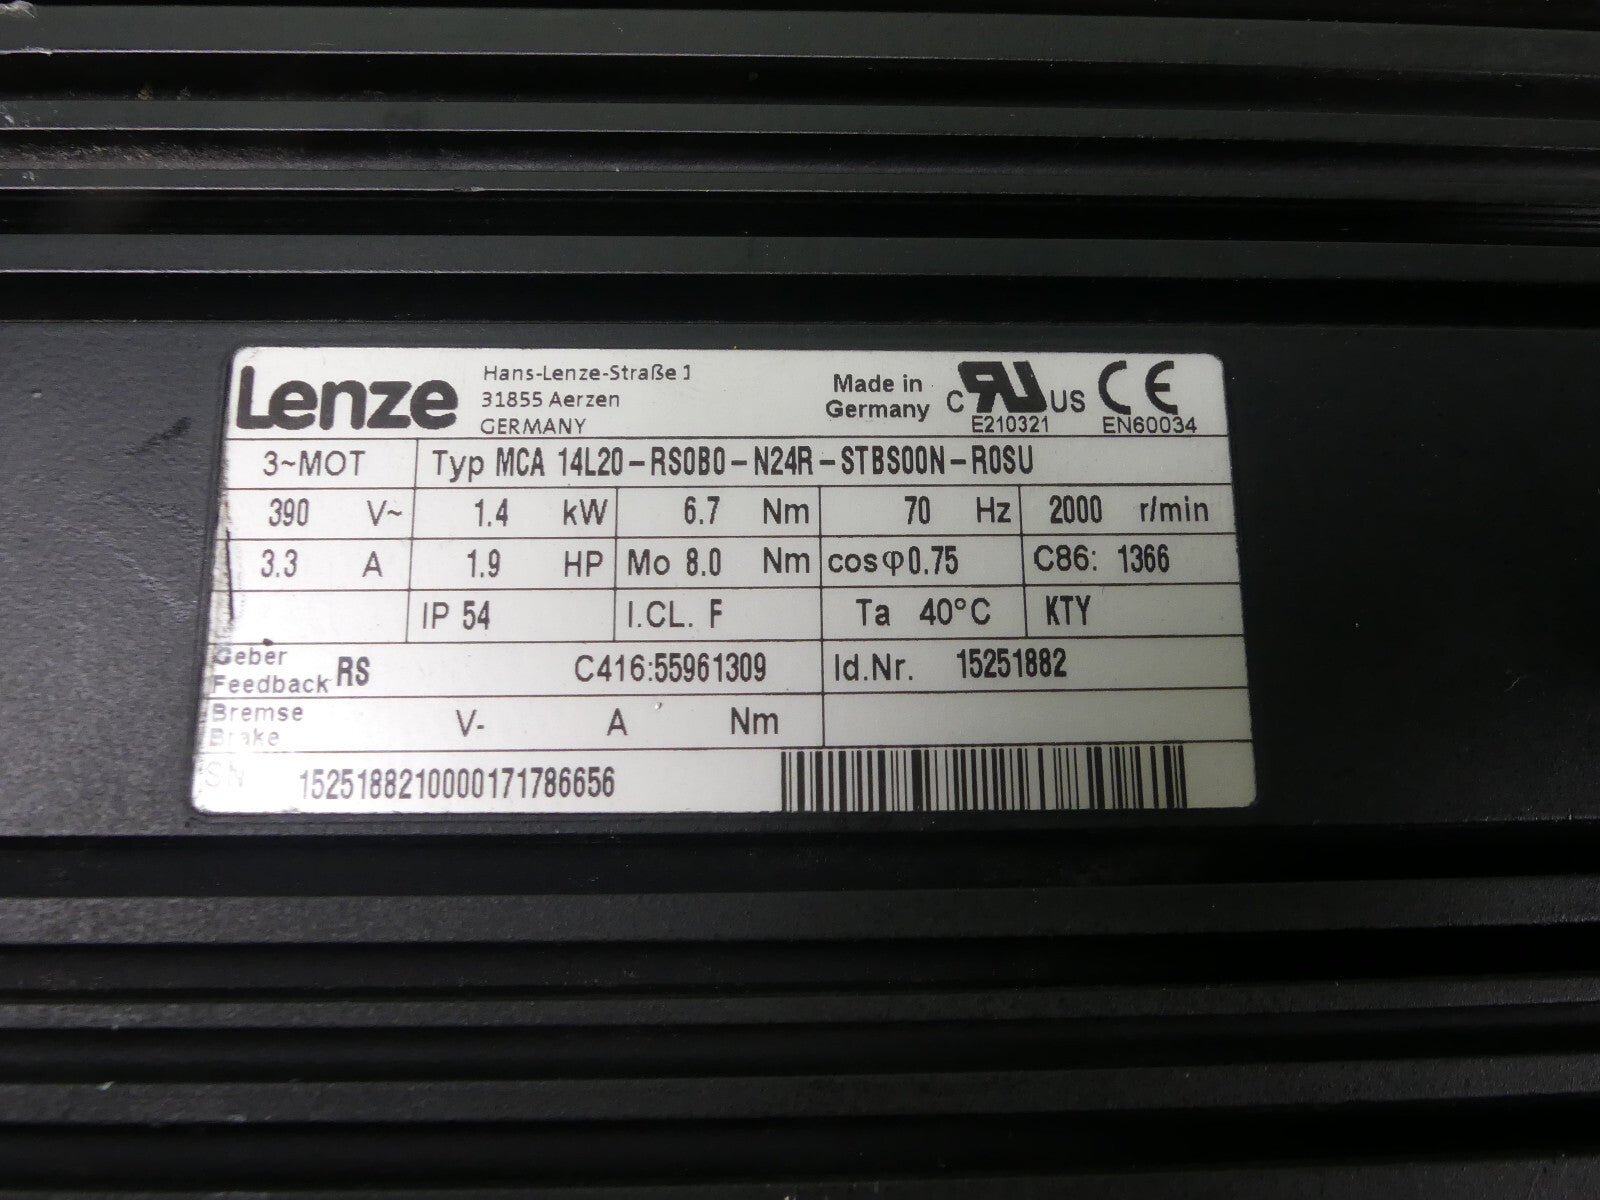 Lenze
Hans-Lenze-Straße 1
31855 Aerzen
GERMANY
Made in
Germany
c RU US
E210321
CE
EN60034
3~MOT Typ MCA 14L20-RS0B0-N24R-STBS00N-R0SU
390 V~ 1.4 kW 6.7 Nm 70 Hz 2000 r/min
3.3 A 1.9 HP Mo 8.0 Nm cosφ0.75 C86: 1366
IP 54 I.CL. F Ta 40°C KTY
Geber
Feedback RS C416:55961309 Id.Nr. 15251882
Bremse
Brake V- A Nm
SN 1525188210000171786656